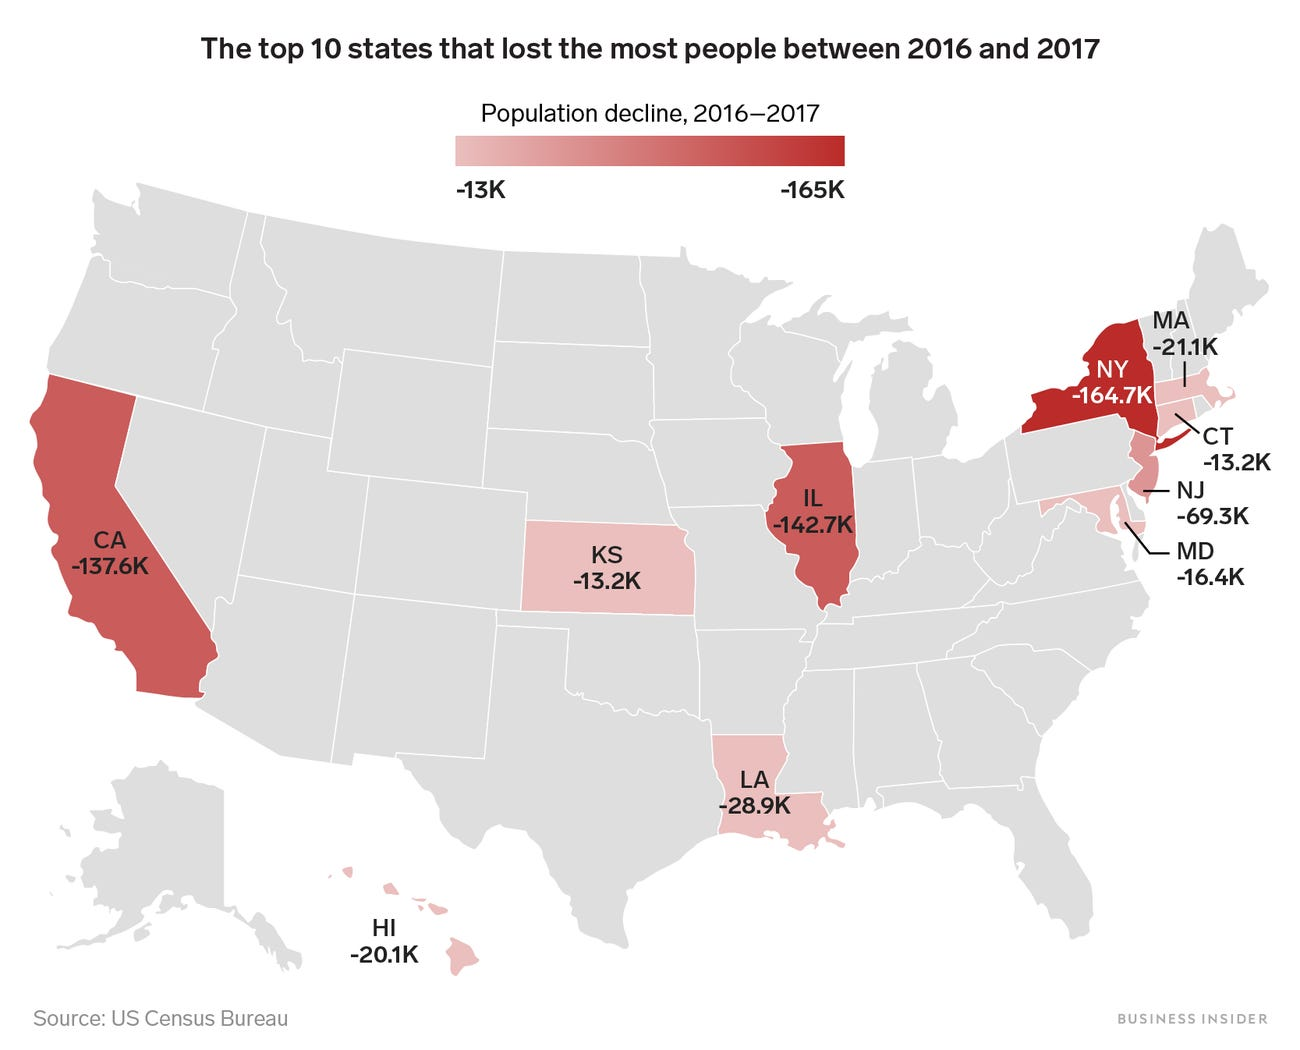 The top 10 states that lost the most people between 2016 and 2017
Population decline, 2016–2017
-13K
-165K
MA
-21.1K
NY
-164.7K
CT
-13.2K
NJ
-69.3K
IL
-142.7K
CA
-137.6K
KS
-13.2K
MD
-16.4K
LA
-28.9K
HI
-20.1K
Source: US Census Bureau
BUSINESS INSIDER